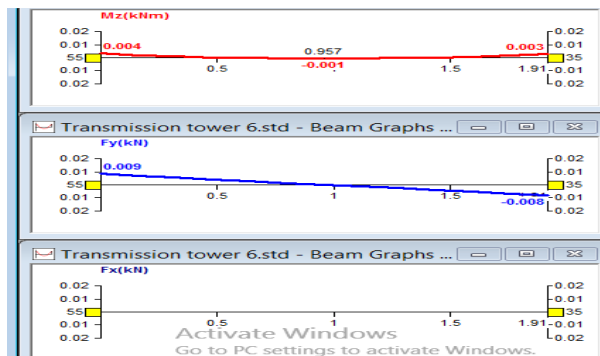 Mz(kNm)
0.02 0.02
0.01 0.004 0.957 0.003 0.01
55 35
0.01 0.5 -0.001 1.5 1.91 0.01
0.02 0.02
Transmission tower 6.std - Beam Graphs ...
Fy(kN)
0.02 0.02
0.01 0.009 0.01
55 35
0.01 0.5 1 1.5 0.01
0.02 -0.008 0.02
Transmission tower 6.std - Beam Graphs ...
Fx(kN)
0.02 0.02
0.01 0.01
55 35
0.01 0.5 1 1.5 1.91 0.01
0.02 0.02
Activate Windows
Go to PC settings to activate Windows.